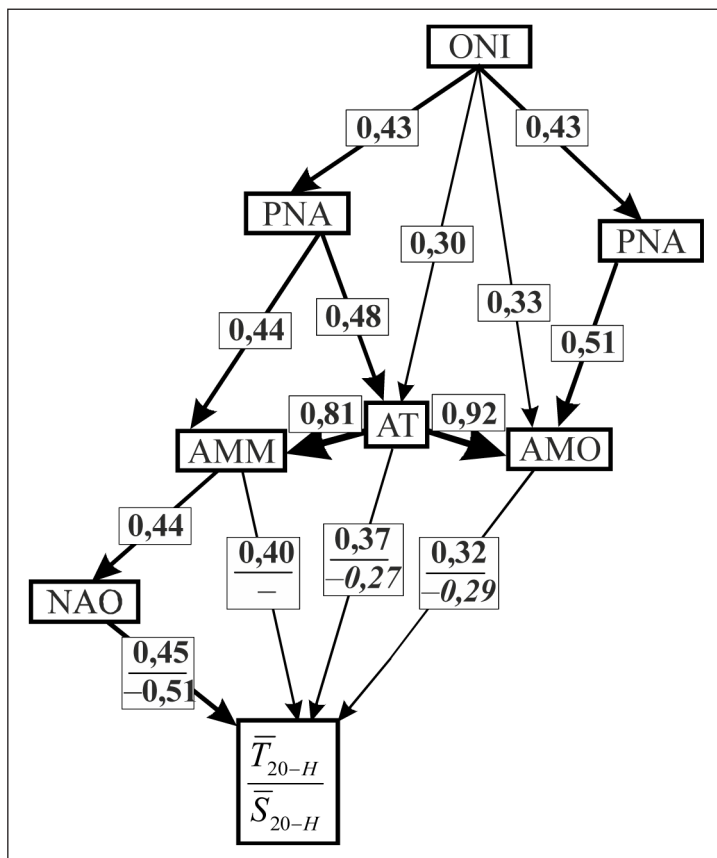 ONI
0,43
0,43
PNA
PNA
0,30
0,33
0,44
0,48
0,51
0,81
AT
0,92
AMM
AMO
0,44
0,40
–
0,37
–0,27
0,32
–0,29
NAO
0,45
–0,51
T̅20–H
S̅20–H